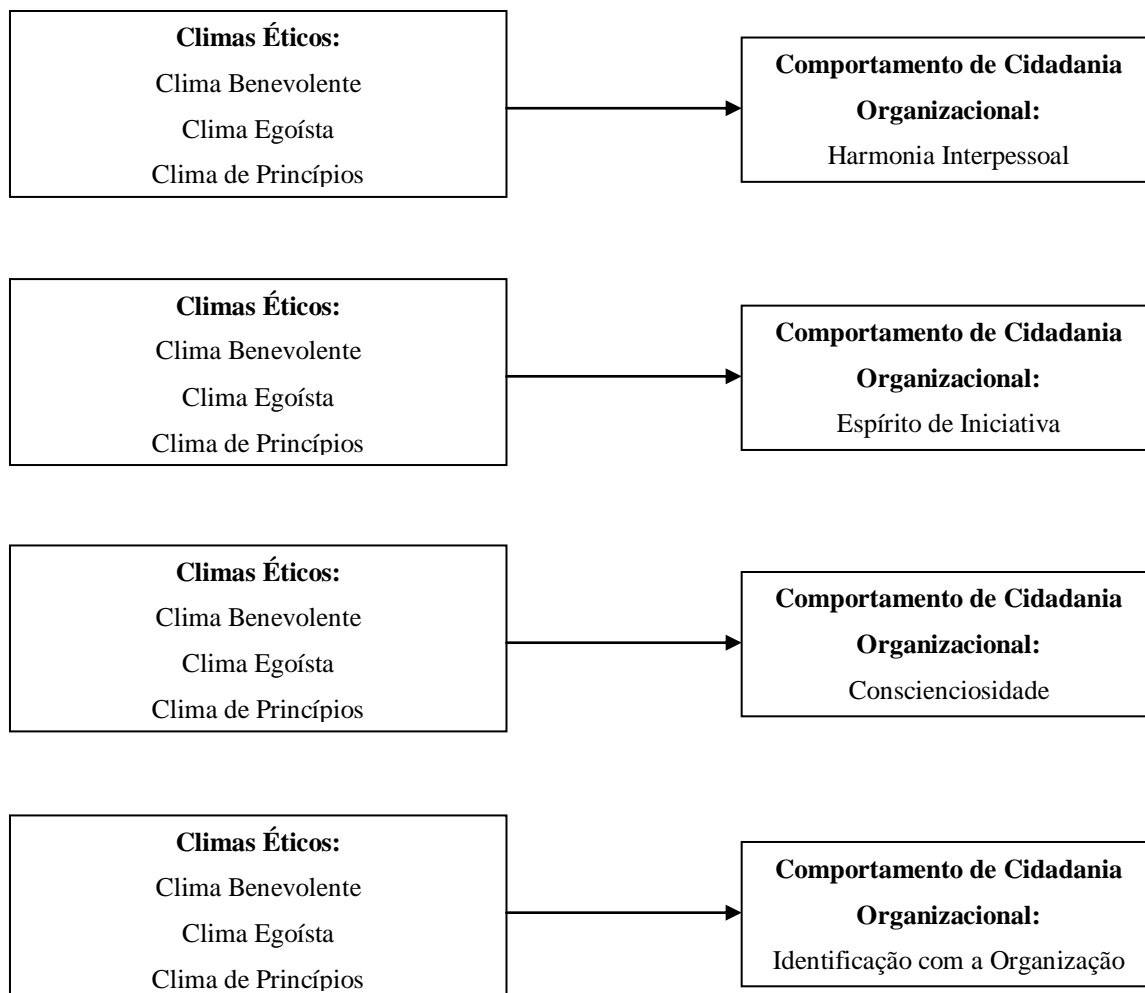 Climas Éticos:
Clima Benevolente
Clima Egoísta
Clima de Princípios
Comportamento de Cidadania
Organizacional:
Harmonia Interpessoal
Climas Éticos:
Clima Benevolente
Clima Egoísta
Clima de Princípios
Comportamento de Cidadania
Organizacional:
Espírito de Iniciativa
Climas Éticos:
Clima Benevolente
Clima Egoísta
Clima de Princípios
Comportamento de Cidadania
Organizacional:
Conscienciosidade
Climas Éticos:
Clima Benevolente
Clima Egoísta
Clima de Princípios
Comportamento de Cidadania
Organizacional:
Identificação com a Organização